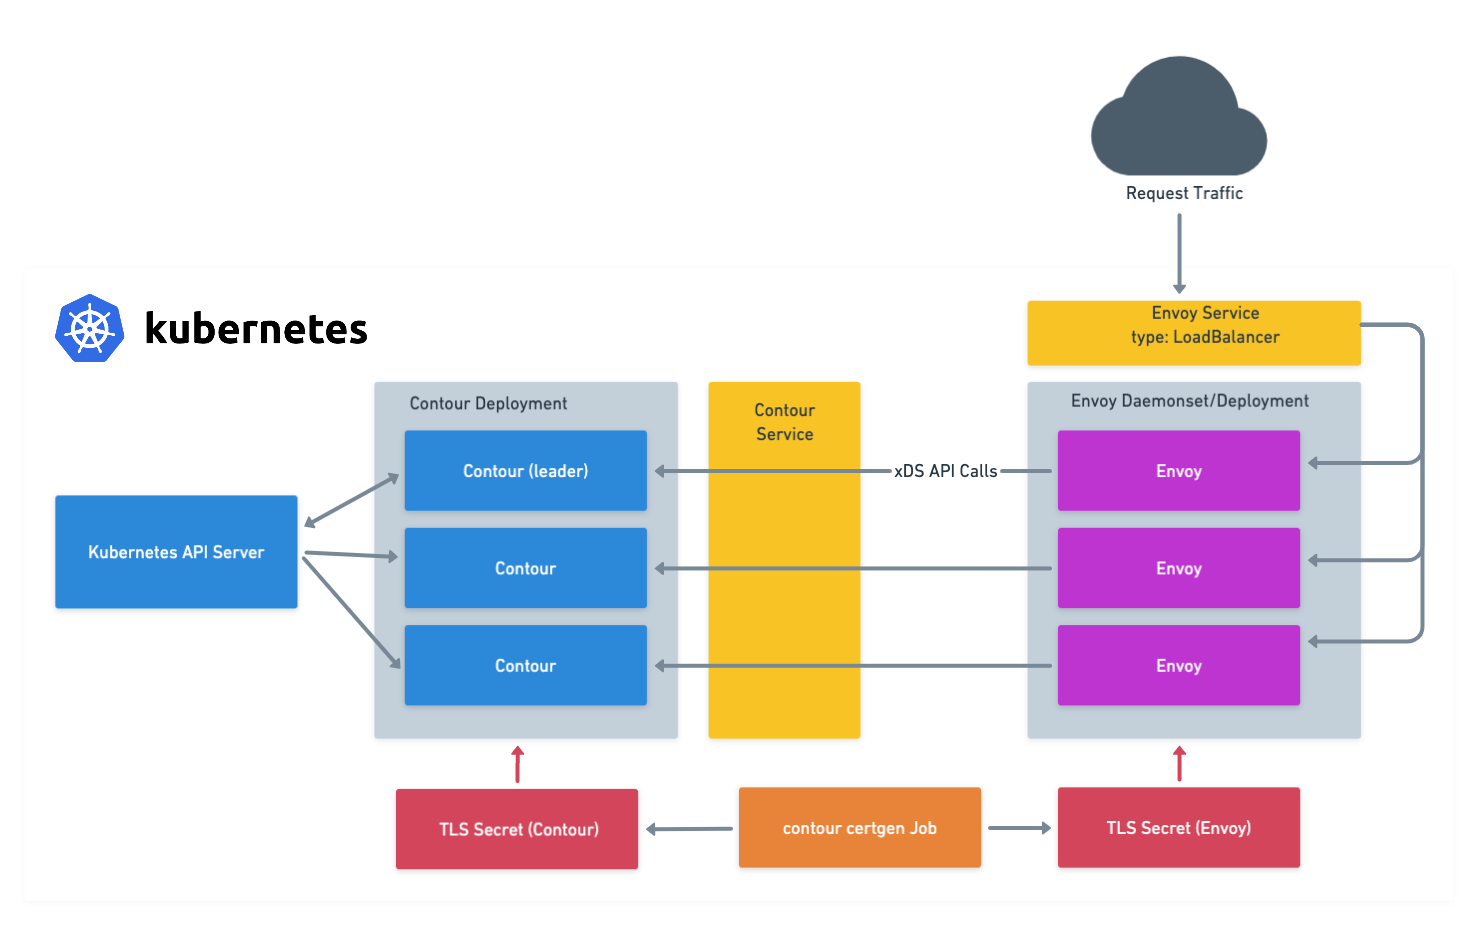 Request Traffic
kubernetes
Envoy Service
type: LoadBalancer
Contour Deployment
Contour
Service
Envoy Daemonset/Deployment
Contour (leader)
xDS API Calls
Envoy
Kubernetes API Server
Contour
Envoy
Contour
Envoy
TLS Secret (Contour)
contour certgen Job
TLS Secret (Envoy)